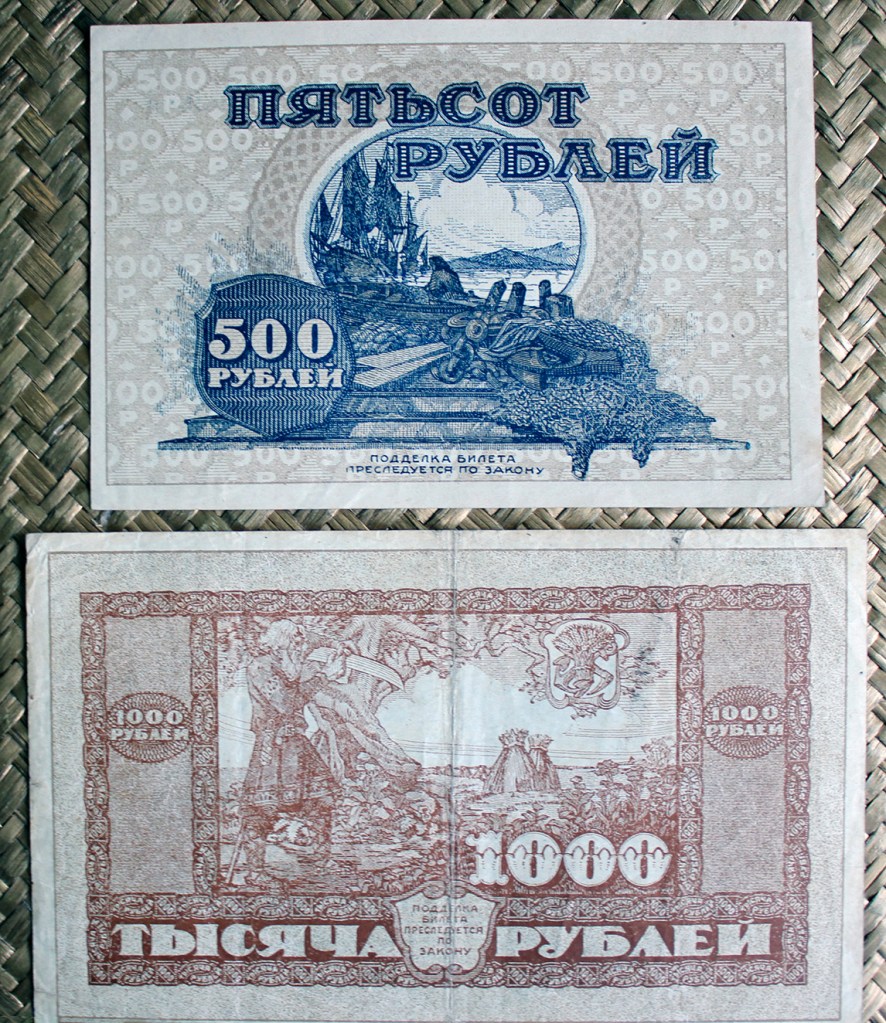 ПЯТЬСОТ
РУБЛЕЙ
500
РУБЛЕЙ
ПОДДЕЛКА БИЛЕТА
ПРЕСЛЕДУЕТСЯ ПО ЗАКОНУ
1000
РУБЛЕЙ
1000
РУБЛЕЙ
1000
ПОДДЕЛКА
БИЛЕТА
ПРЕСЛЕДУЕТСЯ
ПО
ЗАКОНУ
ТЫСЯЧА РУБЛЕЙ